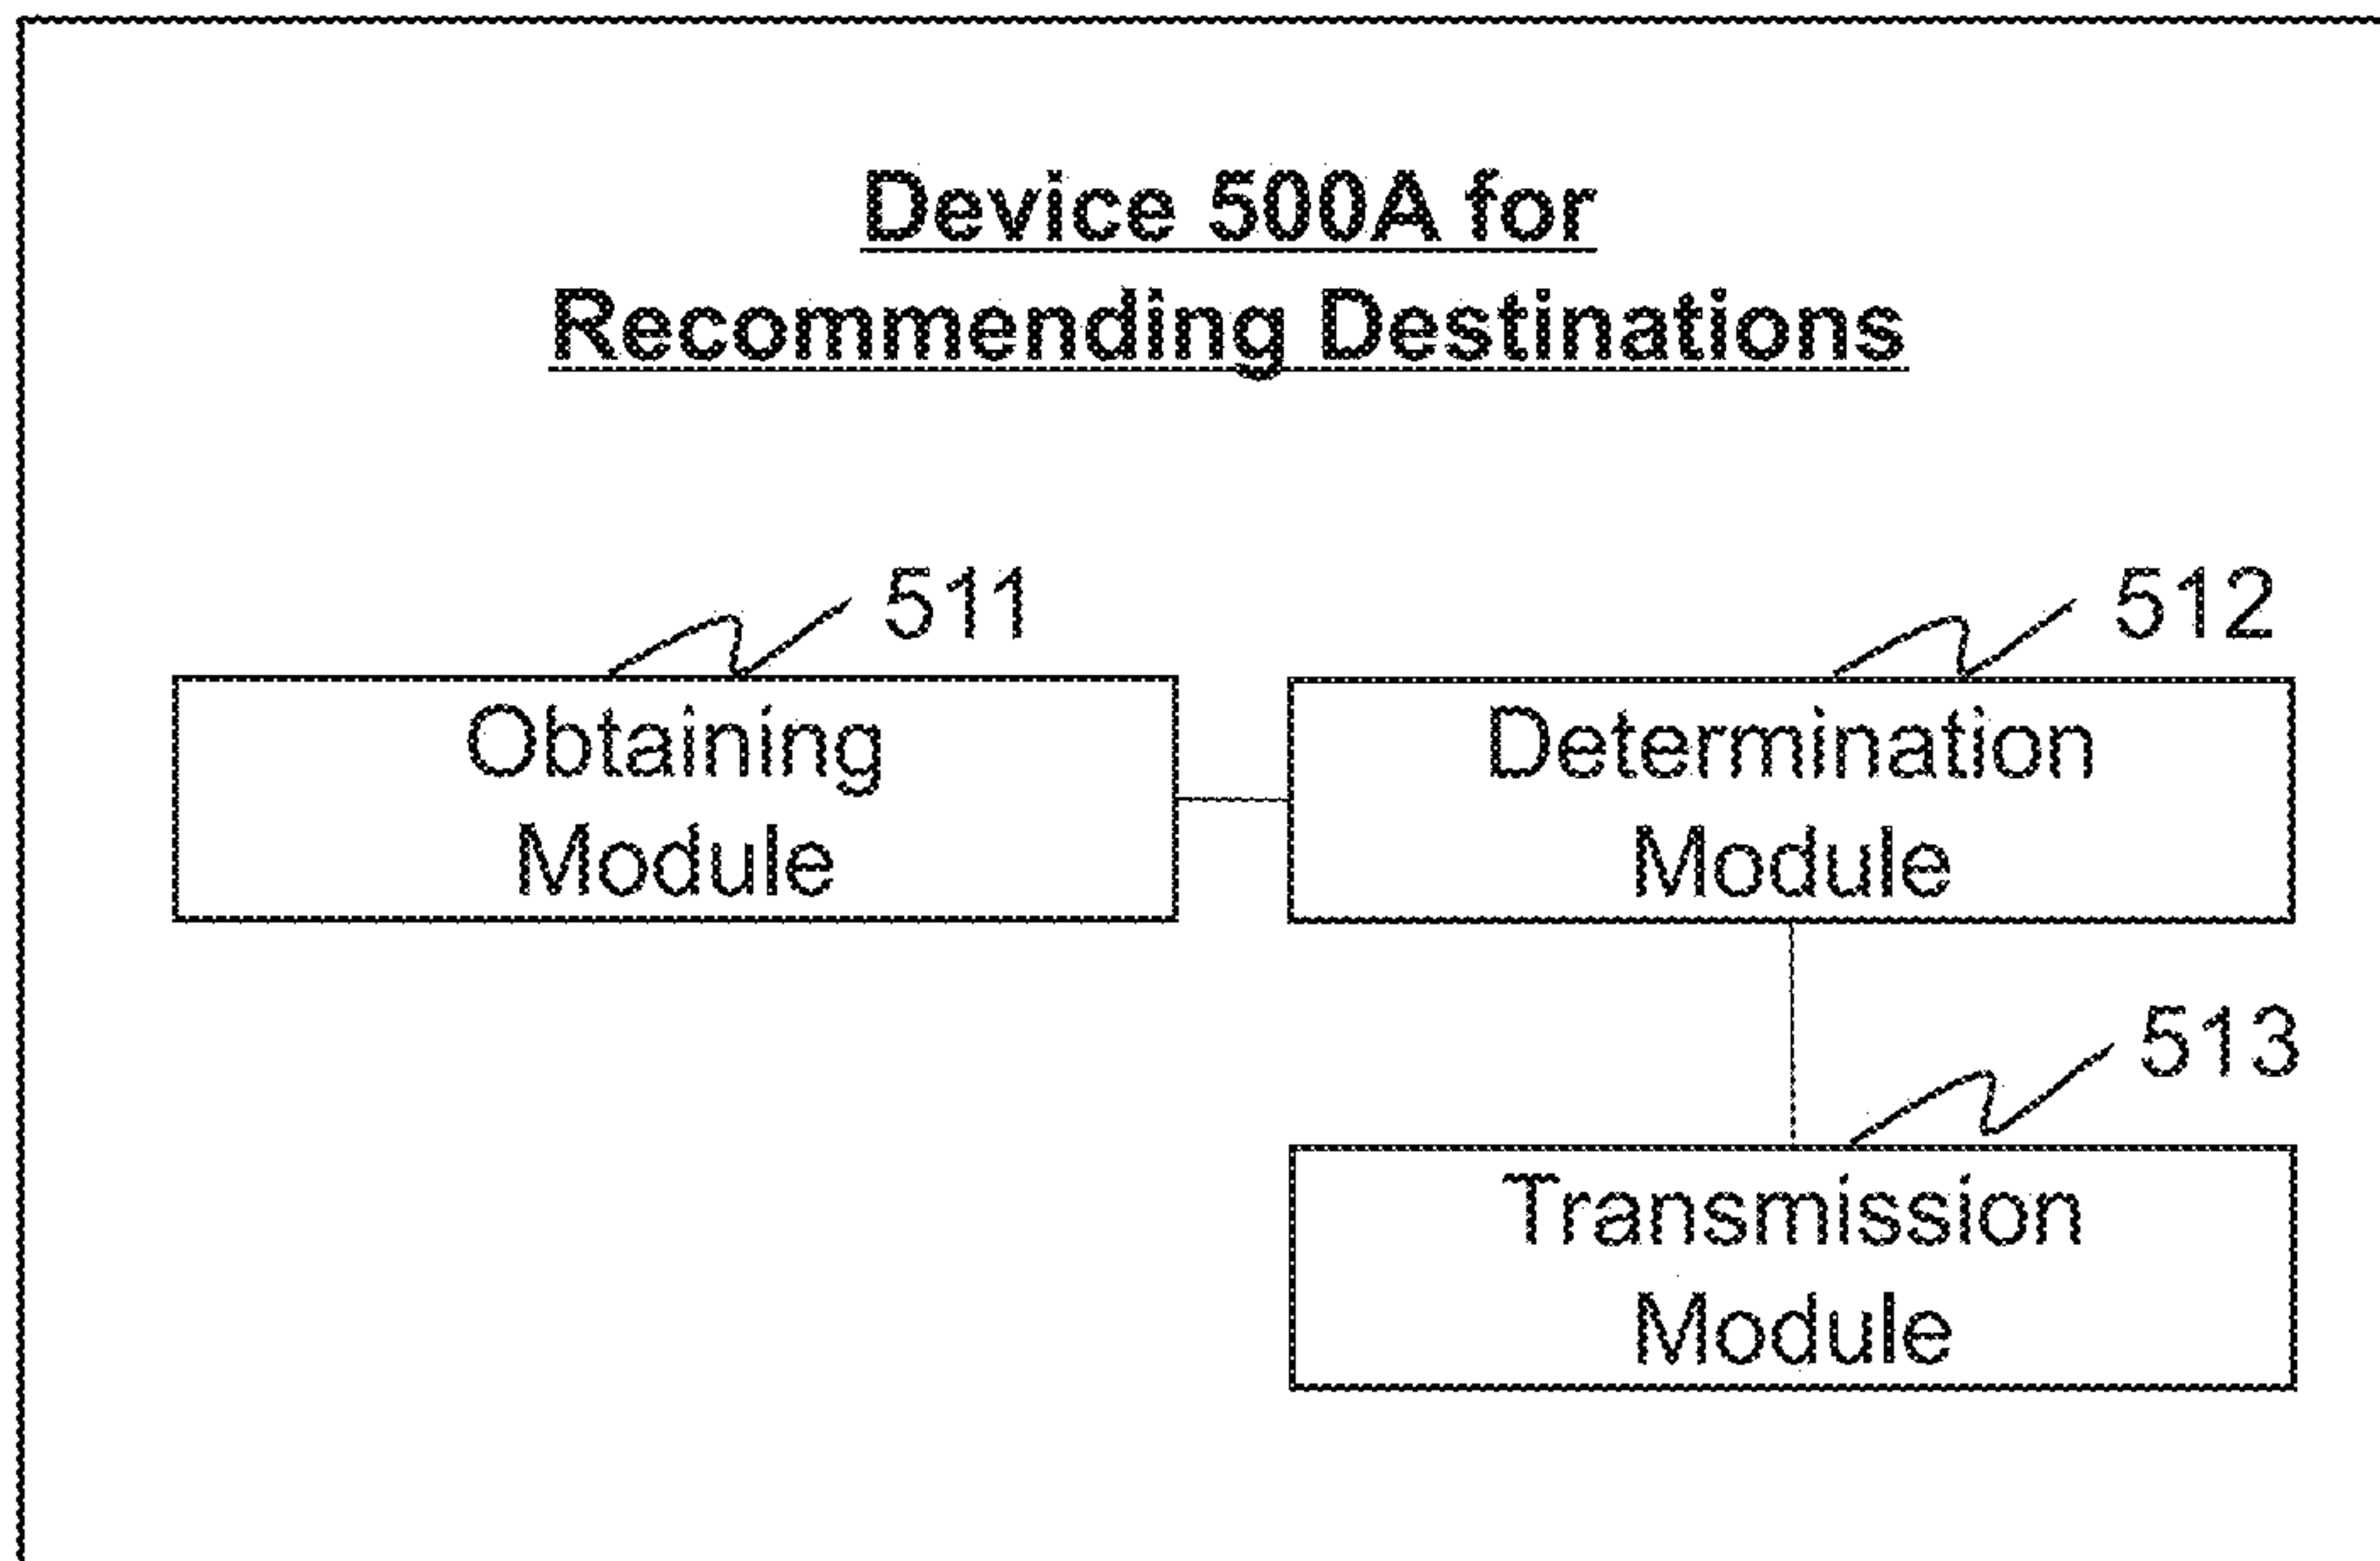 Device 500A for
Recommending Destinations
511
512
Obtaining
Module
Determination
Module
513
Transmission
Module